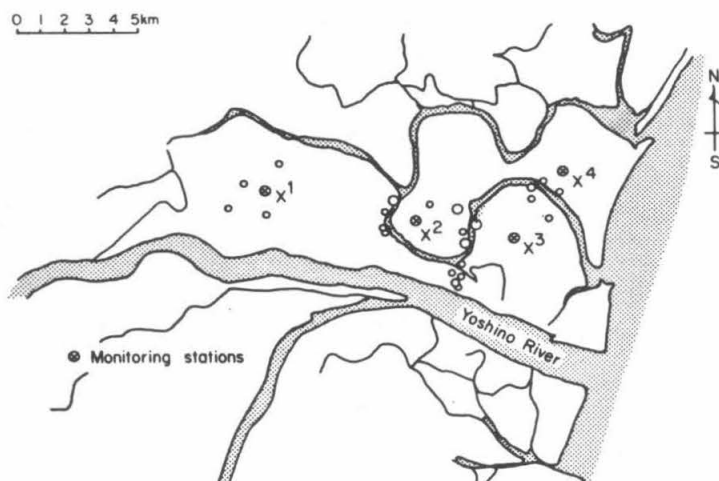 0 1 2 3 4 5km
N
S
X1
X4
X2
X3
Yoshino River
⊗ Monitoring stations